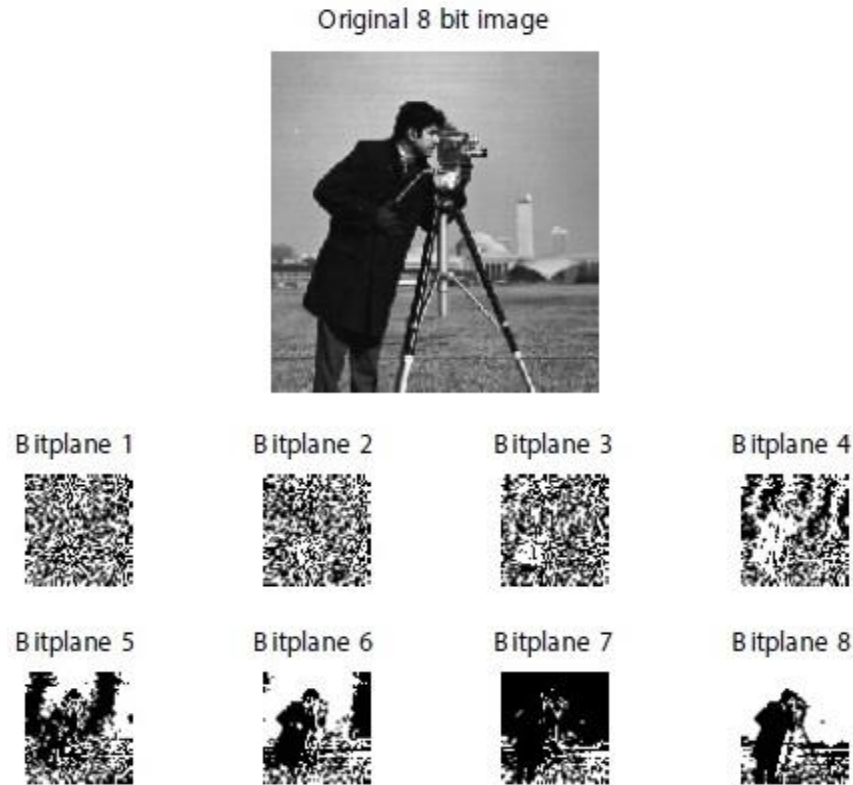 Original 8 bit image
Bitplane 1
Bitplane 2
Bitplane 3
Bitplane 4
Bitplane 5
Bitplane 6
Bitplane 7
Bitplane 8